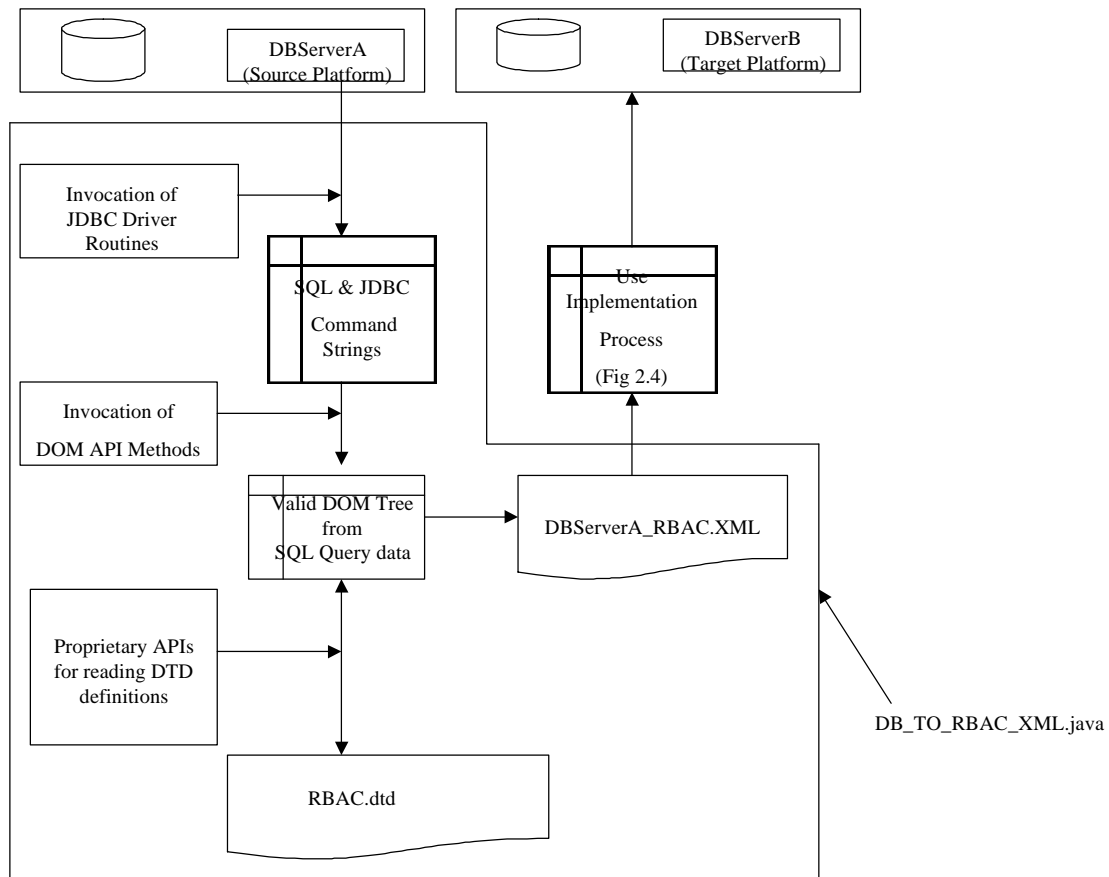 DBServerA
(Source Platform)
DBServerB
(Target Platform)
Invocation of
JDBC Driver
Routines
SQL & JDBC
Command
Strings
Use
Implementation
Process
(Fig 2.4)
Invocation of
DOM API Methods
Valid DOM Tree
from
SQL Query data
DBServerA_RBAC.XML
Proprietary APIs
for reading DTD
definitions
DB_TO_RBAC_XML.java
RBAC.dtd